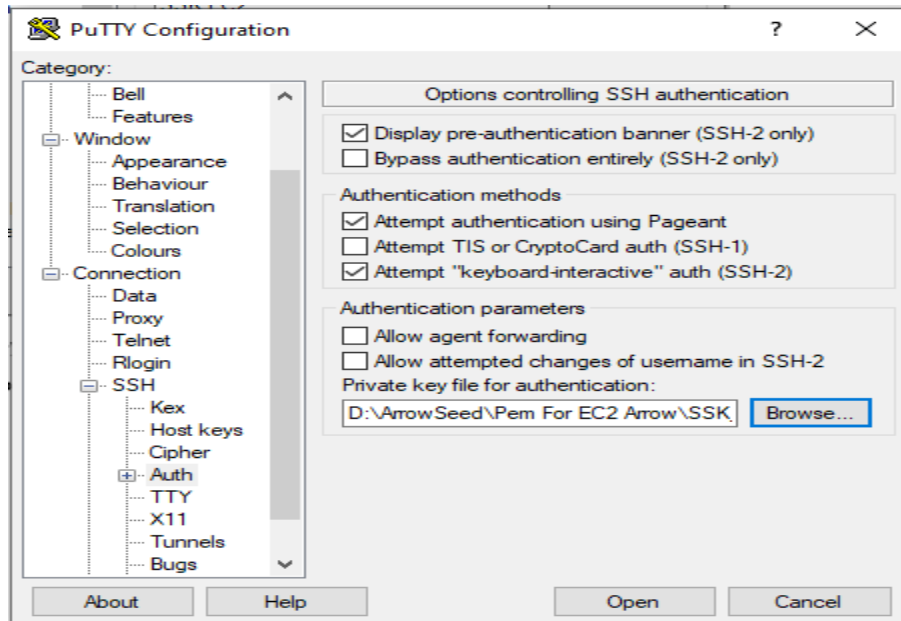 PuTTY Configuration
?
Category:
Bell
Features
Window
Appearance
Behaviour
Translation
Selection
Colours
Connection
Data
Proxy
Telnet
Rlogin
SSH
Kex
Host keys
Cipher
Auth
TTY
X11
Tunnels
Bugs
Options controlling SSH authentication
Display pre-authentication banner (SSH-2 only)
Bypass authentication entirely (SSH-2 only)
Authentication methods
Attempt authentication using Pageant
Attempt TIS or CryptoCard auth (SSH-1)
Attempt "keyboard-interactive" auth (SSH-2)
Authentication parameters
Allow agent forwarding
Allow attempted changes of username in SSH-2
Private key file for authentication:
D:\ArrowSeed\Pem For EC2 Arrow\SSK_ Browse...
About Help Open Cancel